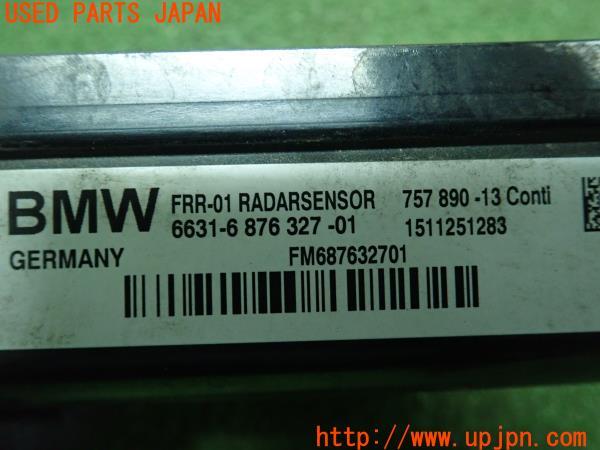 USED PARTS JAPAN
BMW FRR-01 RADARSENSOR 757 890 -13 Conti
6631-6 876 327 -01 1511251283
GERMANY FM687632701
UPJ
http://www.upjpn.com/